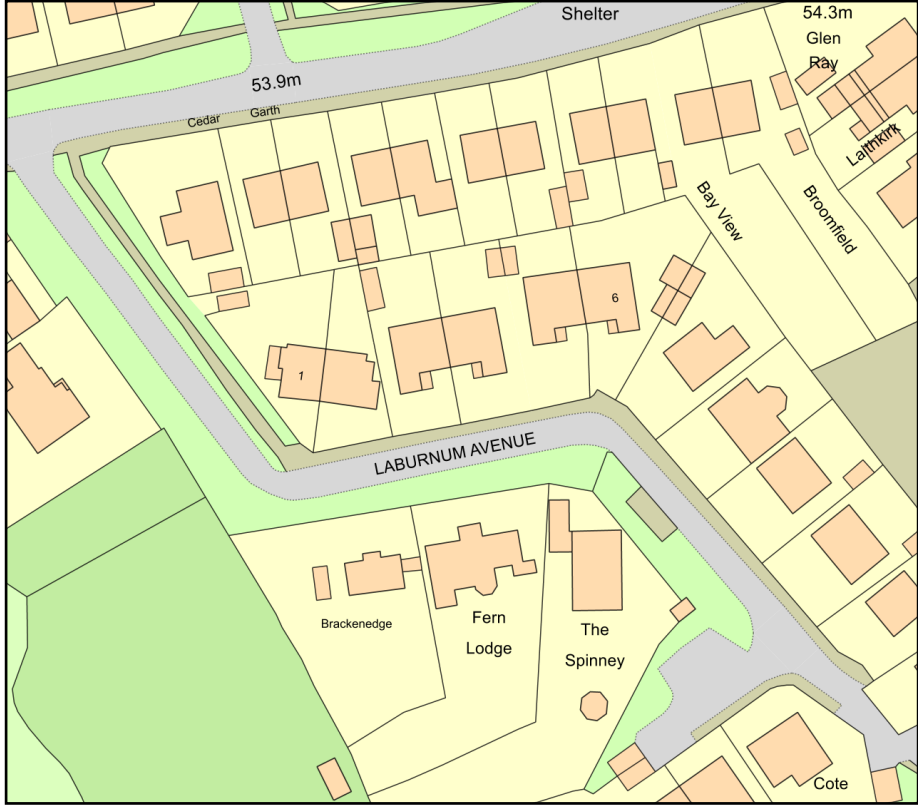 Shelter
54.3m
Glen
Ray
53.9m
Cedar Garth
Laithkirk
Bay View
Broomfield
6
1
LABURNUM AVENUE
Brackenedge
Fern
Lodge
The
Spinney
Cote